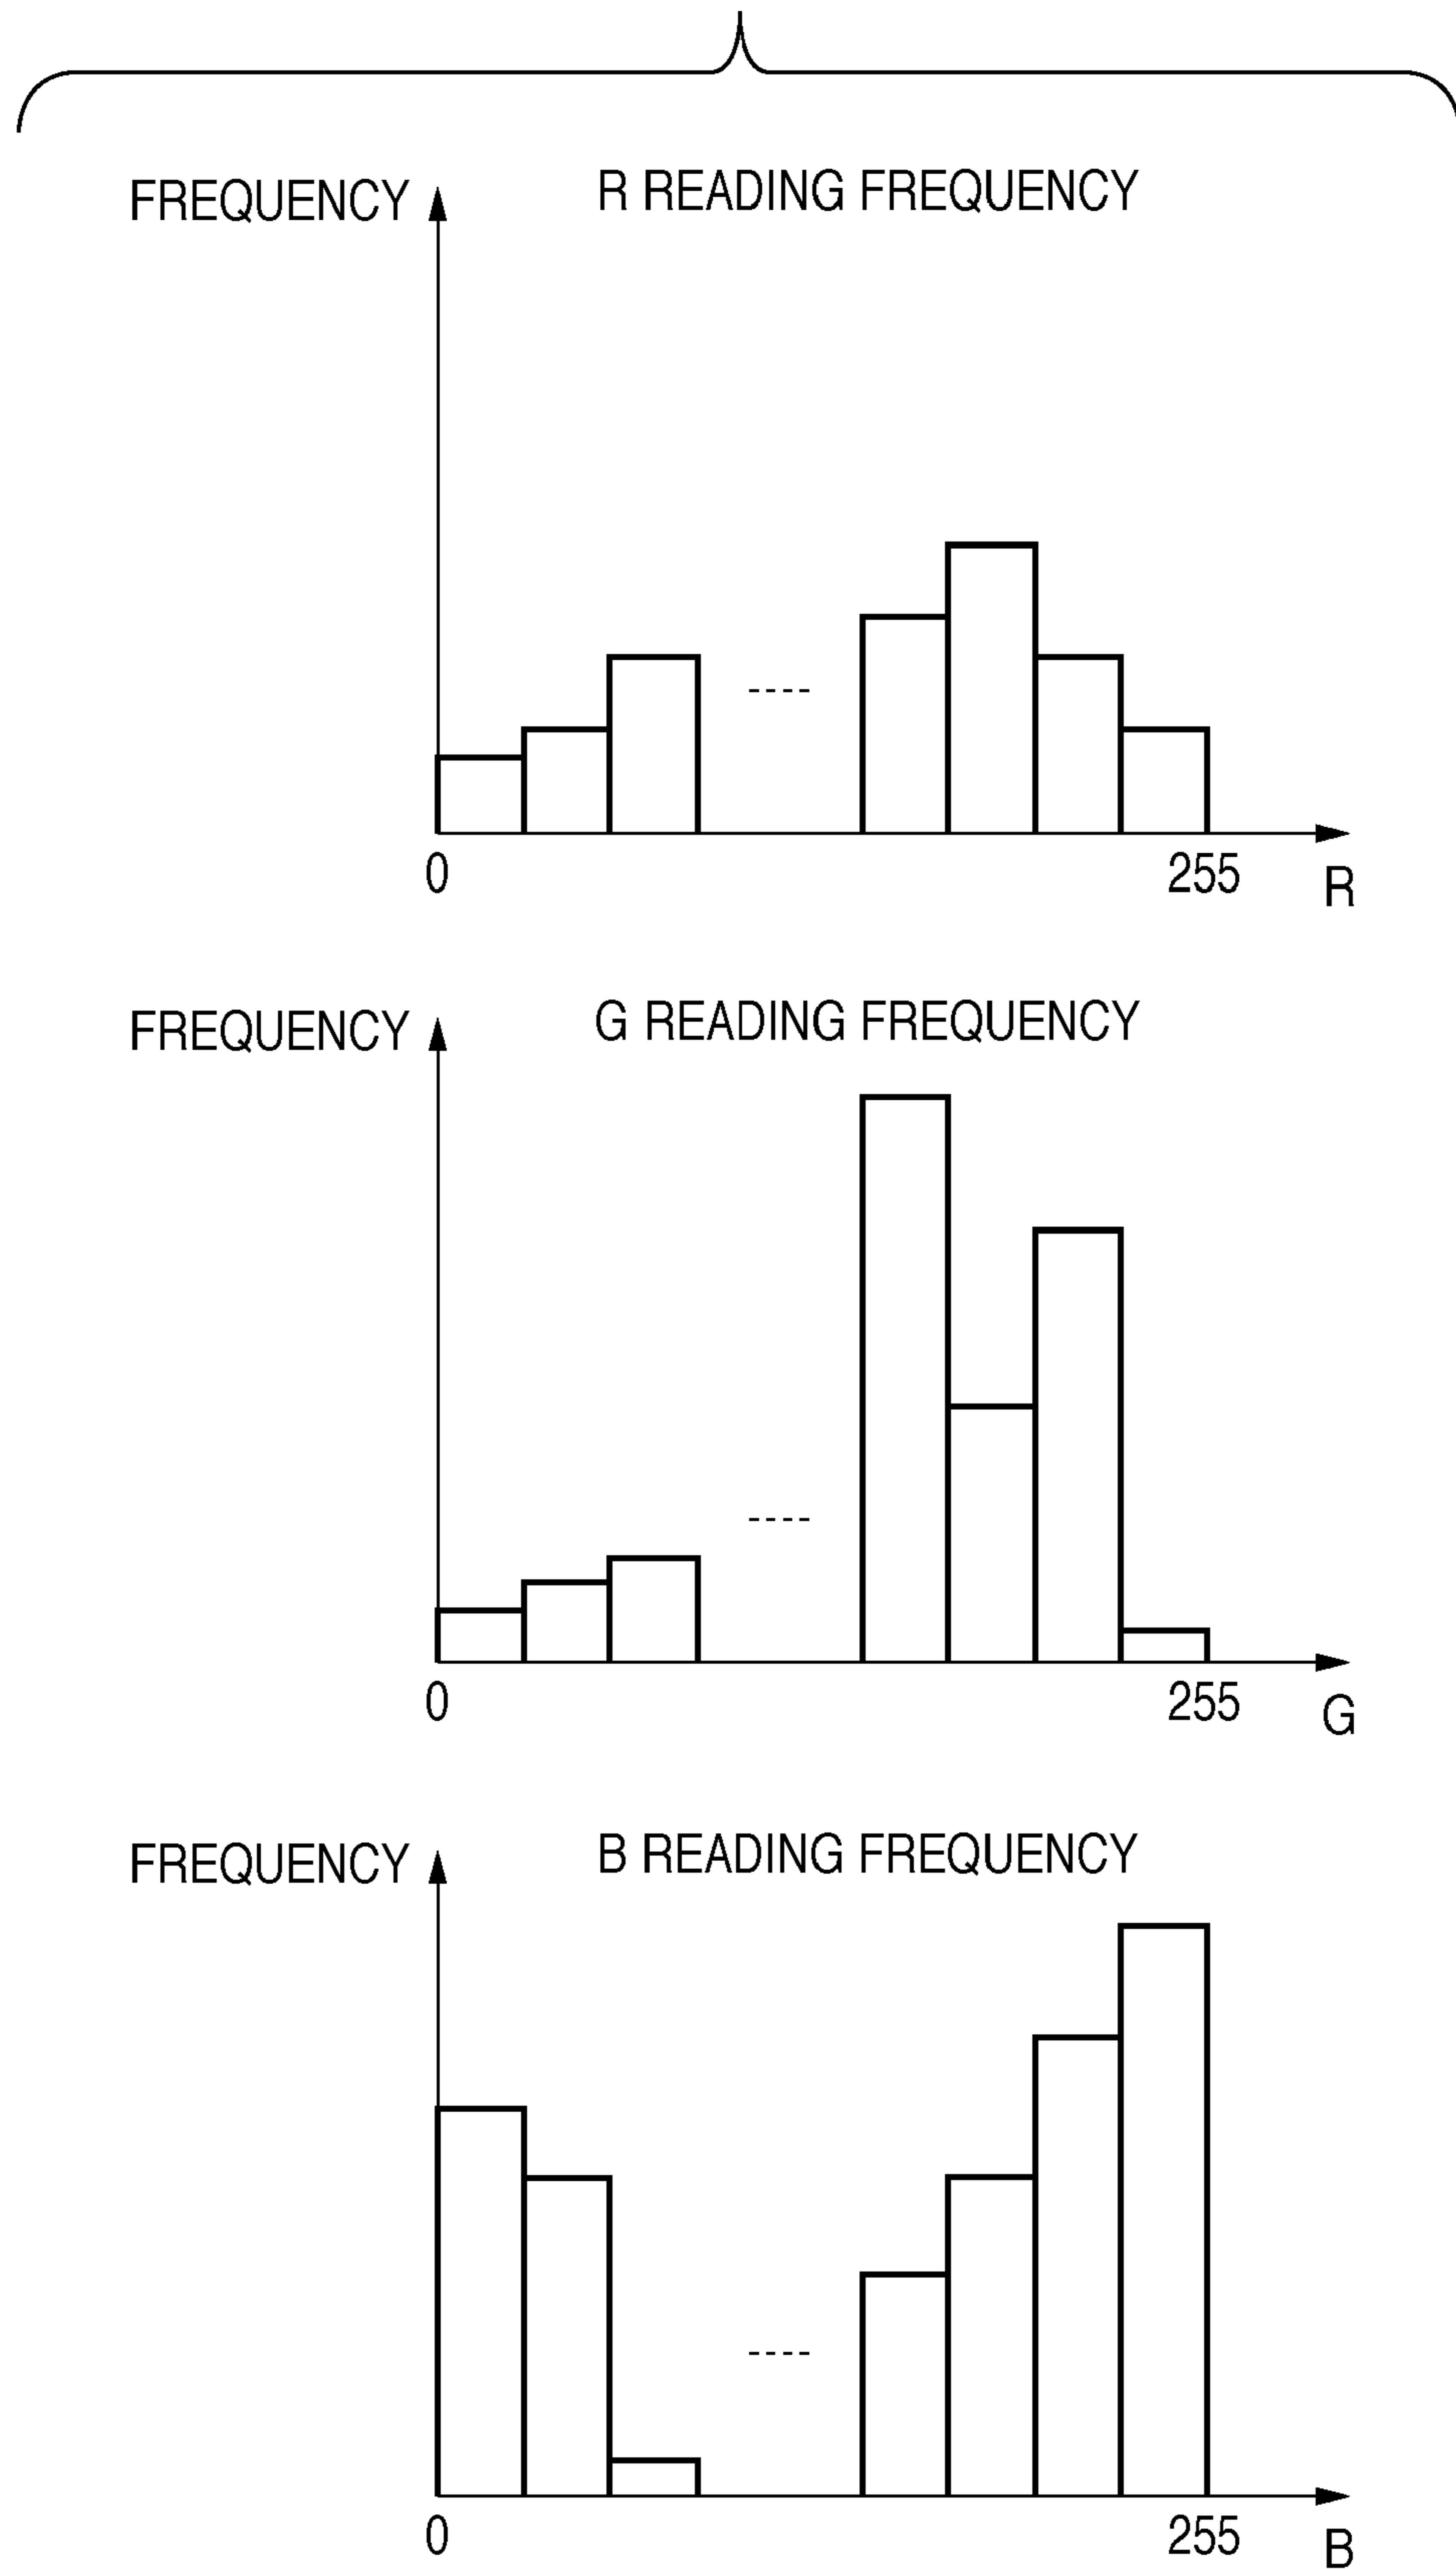 R READING FREQUENCY
FREQUENCY
0
255
R
G READING FREQUENCY
FREQUENCY
0
255
G
B READING FREQUENCY
FREQUENCY
0
255
B